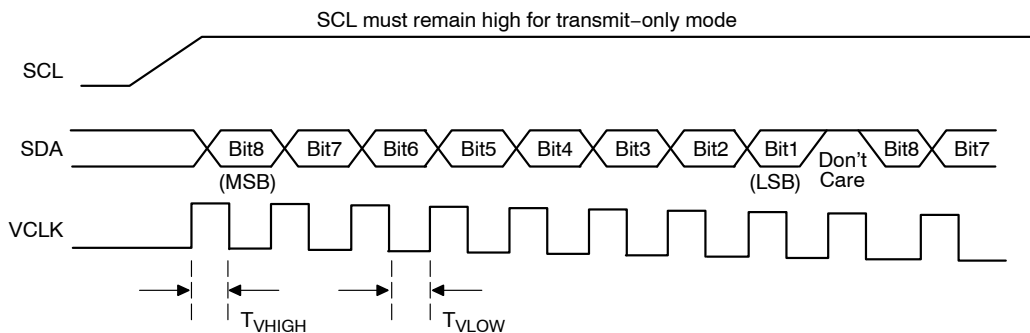 SCL must remain high for transmit−only mode
SCL
SDA
Bit8 Bit7 Bit6 Bit5 Bit4 Bit3 Bit2 Bit1 Don't Care Bit8 Bit7
(MSB) (LSB)
VCLK
TVHIGH TVLOW